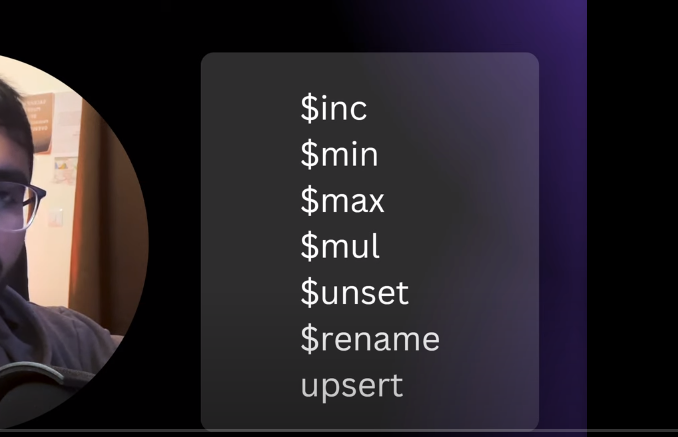 $inc
$min
$max
$mul
$unset
$rename
upsert